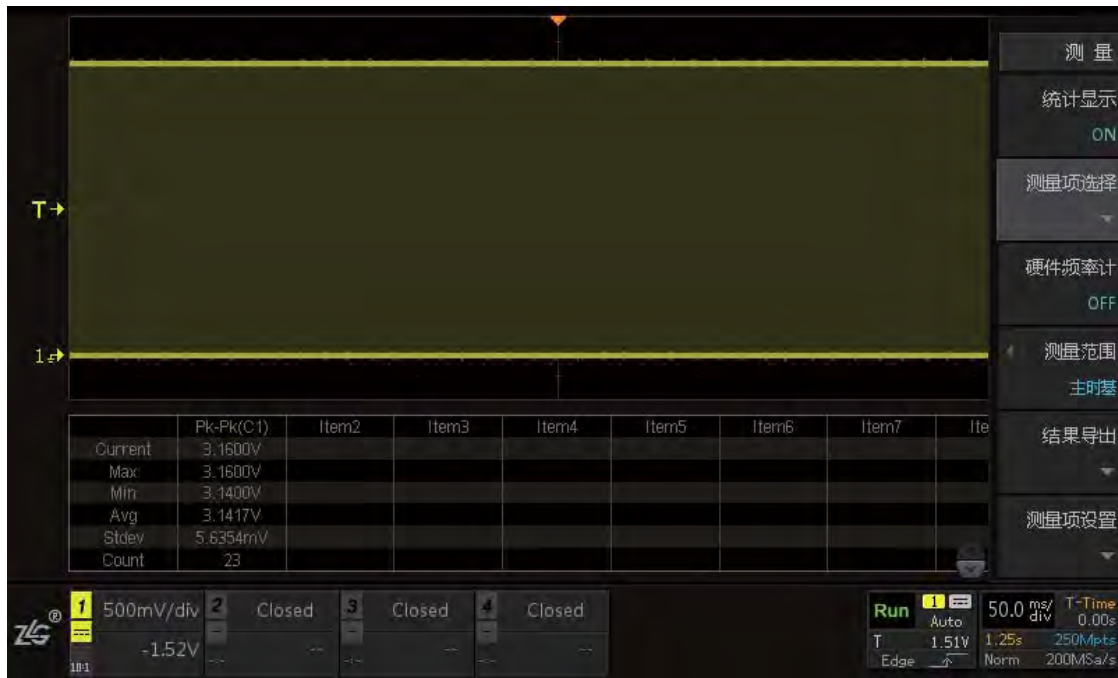 测 量
统计显示
ON
测量项选择
T
硬件频率计
OFF
1
测量范围
主时基
Pk-Pk(C1) Item2 Item3 Item4 Item5 Item6 Item7 Ite
Current 3.1600V
Max 3.1600V
Min 3.1400V
Avg 3.1417V
Stdev 5.6354mV
Count 23
结果导出
测量项设置
ZLG®
1 500mV/div 2 Closed 3 Closed 4 Closed
-1.52V -- -- --
10:1 -:- -:- -:-
Run 1 Auto 50.0 ms/div T-Time 0.00s
T 1.51V 1.25s 250Mpts
Edge Norm 200MSa/s